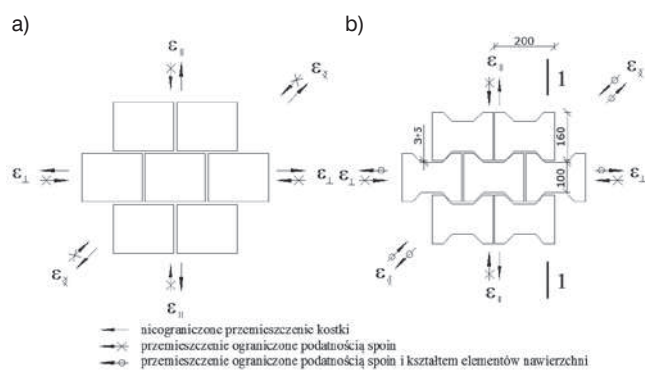 a)
b)
200
ε∥
ε∥
1
ε∡
ε∡
3÷5
160
ε⊥
ε⊥
ε⊥
ε⊥
100
ε∡
ε∡
ε∥
ε∥
1
nieograniczone przemieszczenie kostki
przemieszczenie ograniczone podatnością spoin
przemieszczenie ograniczone podatnością spoin i kształtem elementów nawierzchni